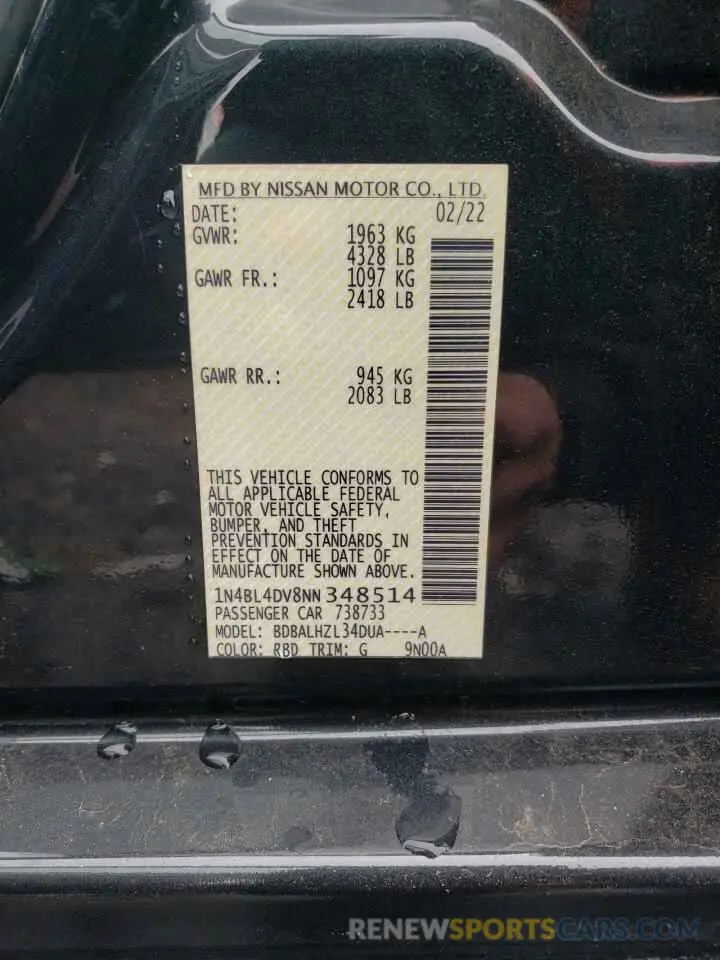 MFD BY NISSAN MOTOR CO., LTD.
DATE: 02/22
GVWR: 1963 KG
4328 LB
GAWR FR.: 1097 KG
2418 LB
GAWR RR.: 945 KG
2083 LB
THIS VEHICLE CONFORMS TO
ALL APPLICABLE FEDERAL
MOTOR VEHICLE SAFETY,
BUMPER, AND THEFT
PREVENTION STANDARDS IN
EFFECT ON THE DATE OF
MANUFACTURE SHOWN ABOVE.
1N4BL4DV8NN348514
PASSENGER CAR 738733
MODEL: BDBALHZL34DUA----A
COLOR: RBD TRIM: G 9N00A
RENEWSPORTSCARS.COM